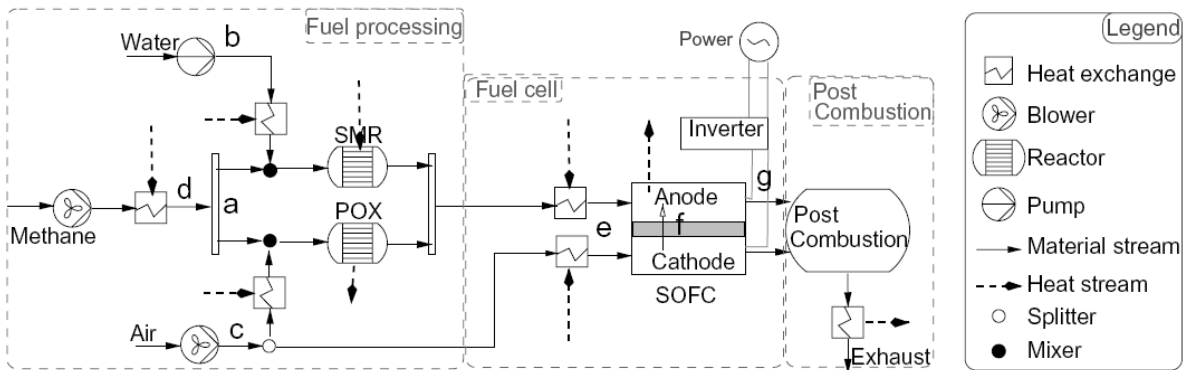 Fuel processing
Water
b
SMR
d
a
POX
Methane
Air
c
Fuel cell
Power
Inverter
e
Anode
f
Cathode
SOFC
g
Post
Combustion
Post
Combustion
Exhaust
Legend
Heat exchange
Blower
Reactor
Pump
Material stream
Heat stream
Splitter
Mixer